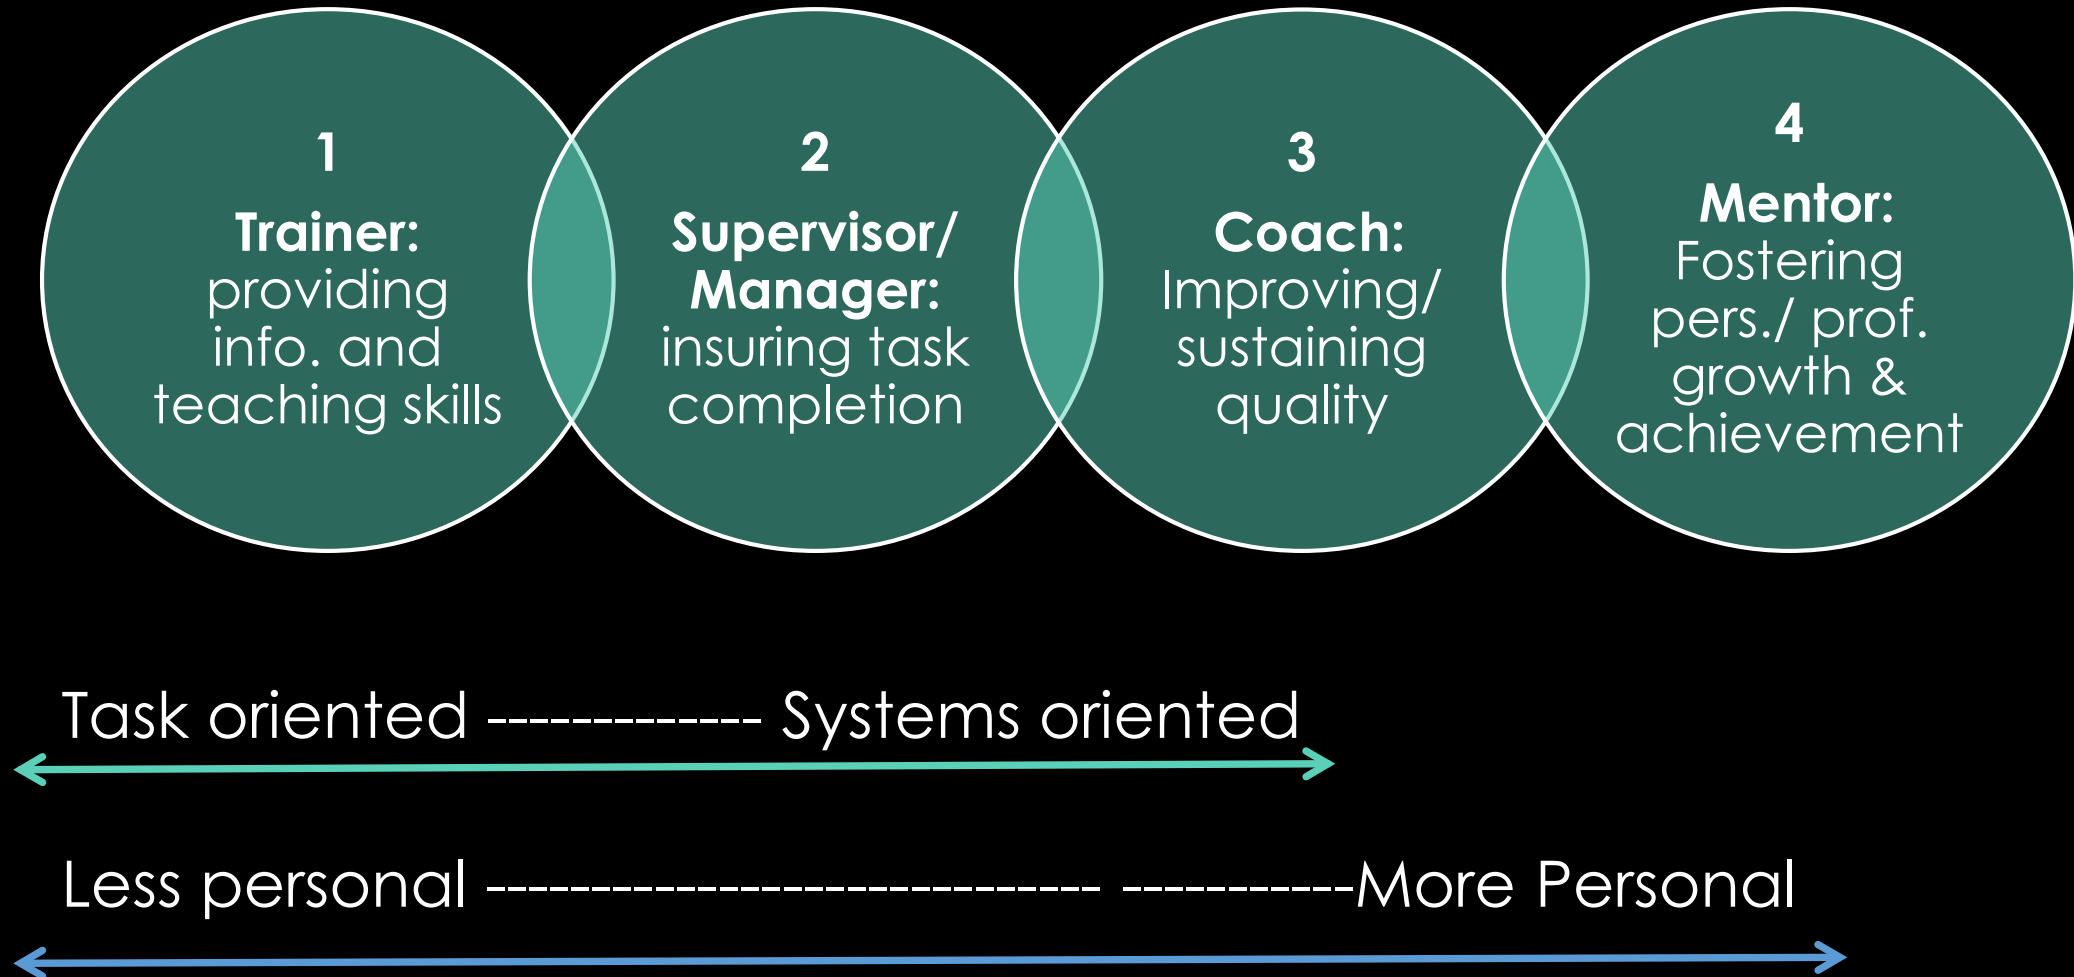 1
Trainer:
providing
info. and
teaching skills
2
Supervisor/
Manager:
insuring task
completion
3
Coach:
Improving/
sustaining
quality
4
Mentor:
Fostering
pers./ prof.
growth &
achievement
Task oriented ------------- Systems oriented
Less personal ----------------------------- -----------More Personal